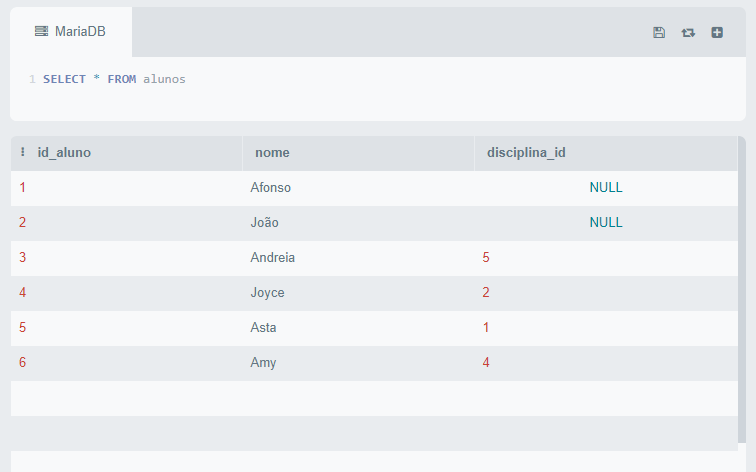 MariaDB
1 SELECT * FROM alunos
id_aluno nome disciplina_id
1 Afonso NULL
2 João NULL
3 Andreia 5
4 Joyce 2
5 Asta 1
6 Amy 4